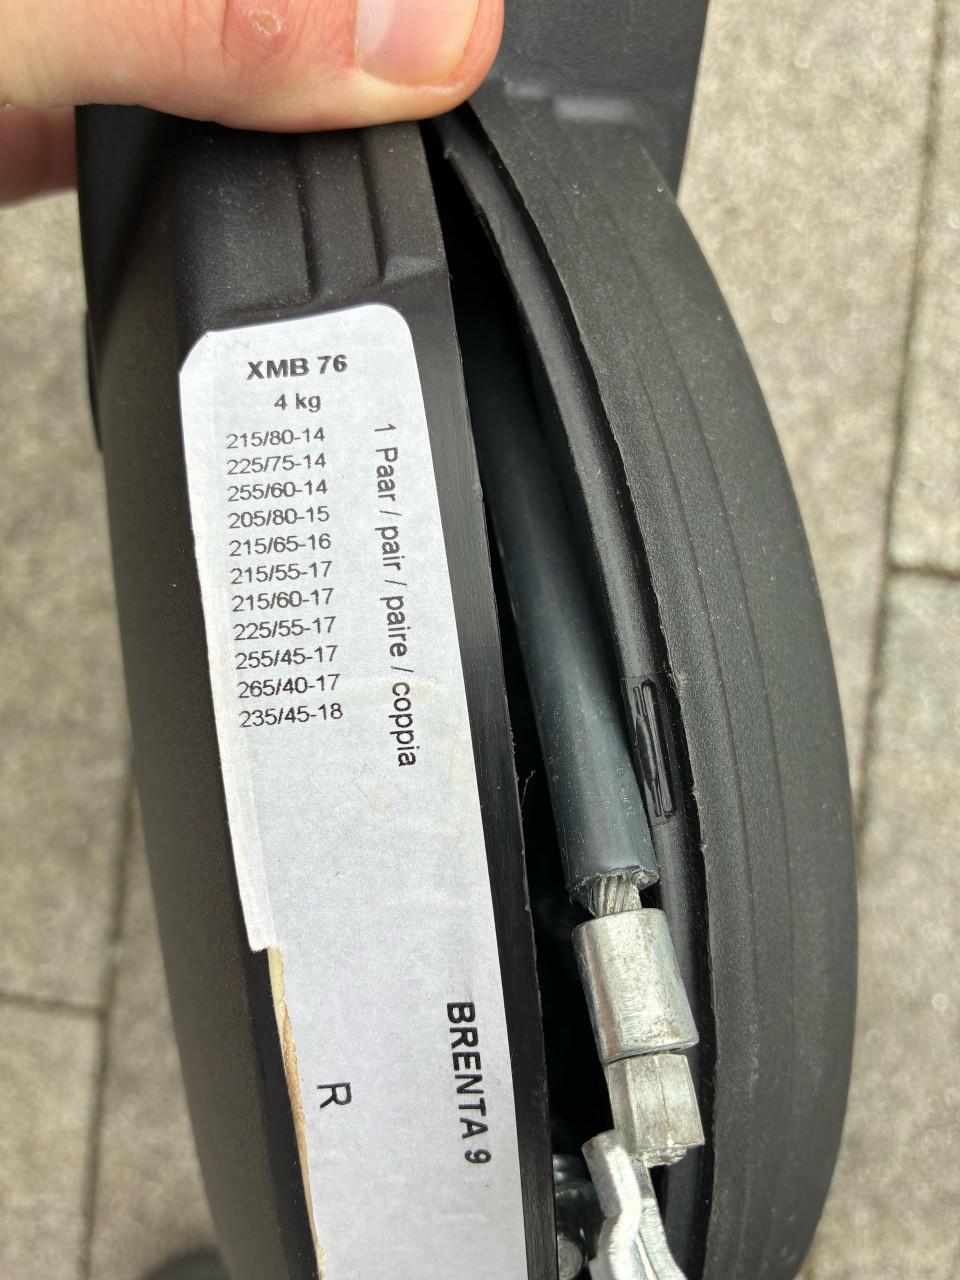 XMB 76
4 kg
215/80-14
225/75-14
255/60-14
205/80-15
215/65-16
215/55-17
215/60-17
225/55-17
255/45-17
265/40-17
235/45-18
1 Paar / pair / paire / coppia
BRENTA 9
R